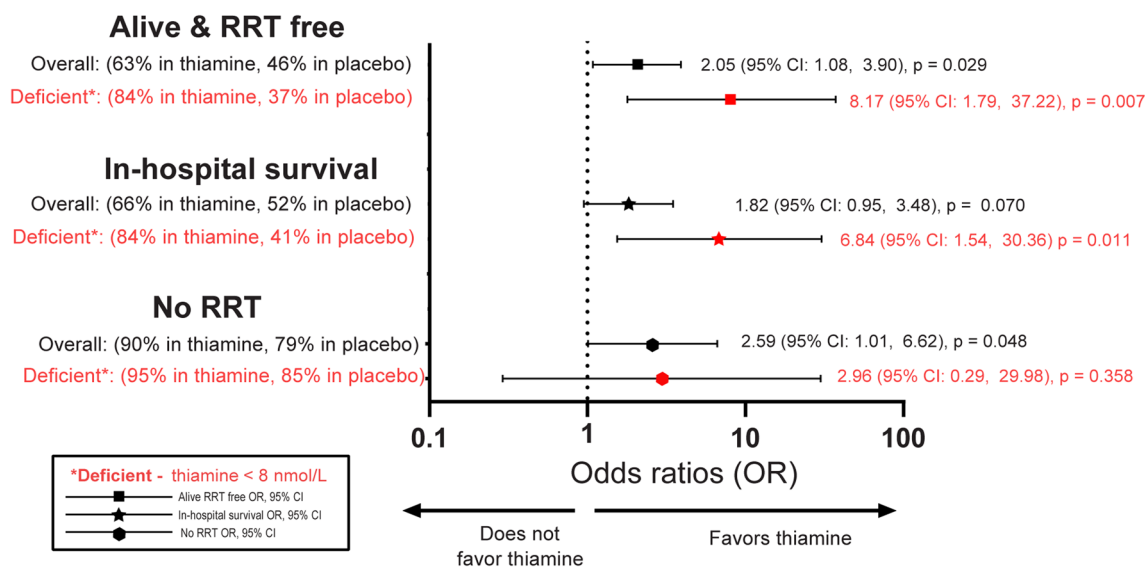 Alive & RRT free
Overall: (63% in thiamine, 46% in placebo)
2.05 (95% CI: 1.08, 3.90), p = 0.029
Deficient*: (84% in thiamine, 37% in placebo)
8.17 (95% CI: 1.79, 37.22), p = 0.007
In-hospital survival
Overall: (66% in thiamine, 52% in placebo)
1.82 (95% CI: 0.95, 3.48), p = 0.070
Deficient*: (84% in thiamine, 41% in placebo)
6.84 (95% CI: 1.54, 30.36) p = 0.011
No RRT
Overall: (90% in thiamine, 79% in placebo)
2.59 (95% CI: 1.01, 6.62), p = 0.048
Deficient*: (95% in thiamine, 85% in placebo)
2.96 (95% CI: 0.29, 29.98), p = 0.358
0.1 1 10 100
Odds ratios (OR)
*Deficient - thiamine < 8 nmol/L
Alive RRT free OR, 95% CI
In-hospital survival OR, 95% CI
No RRT OR, 95% CI
Does not
favor thiamine
Favors thiamine